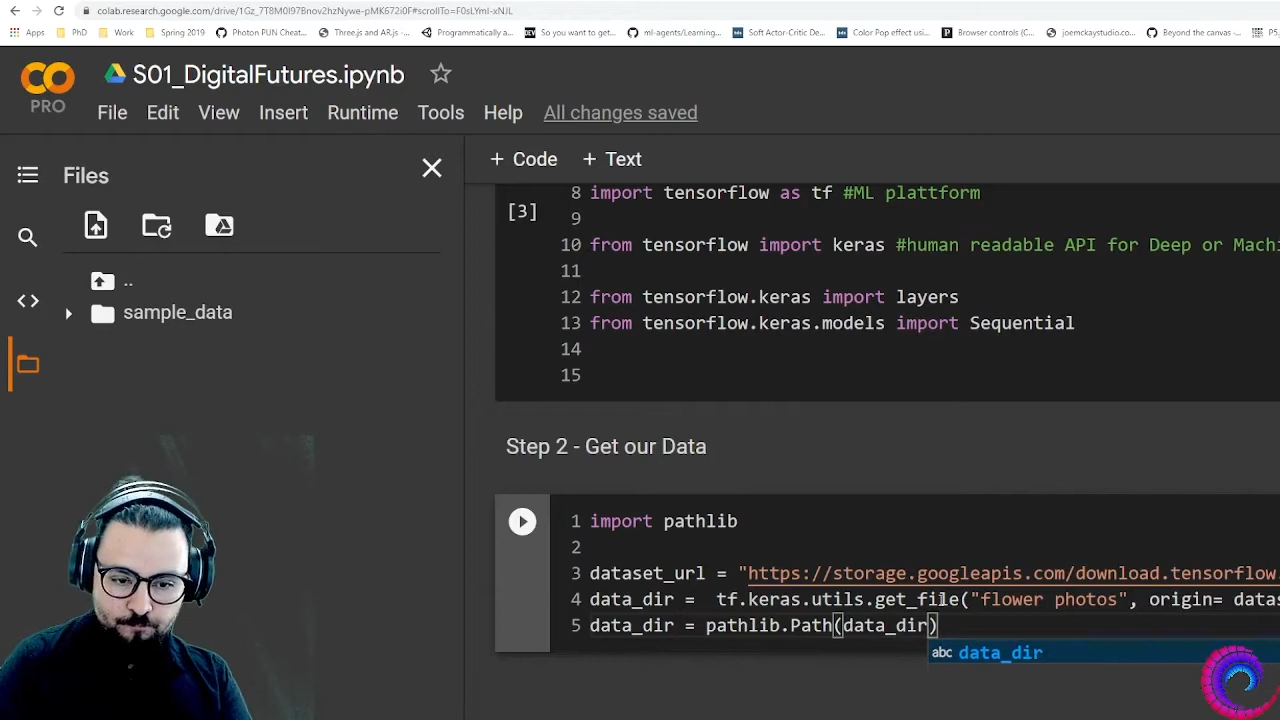 colab.research.google.com/drive/1Gz_7T8M0I97Bnov2hzNywe-pMK672i0F#scrollTo=F0sLYmI-xNJL
Apps PhD Work Spring 2019 Photon PUN Cheat... Three.js and AR.js -... Programmatically a... So you want to get... ml-agents/Learning... Soft Actor-Critic De... Color Pop effect usi... Browser controls (C... joemckaystudio.co... Beyond the canvas -... P5
CO
PRO
S01_DigitalFutures.ipynb
File Edit View Insert Runtime Tools Help All changes saved
+ Code + Text
Files
..
sample_data
[3]
8 import tensorflow as tf #ML plattform
9
10 from tensorflow import keras #human readable API for Deep or Machi
11
12 from tensorflow.keras import layers
13 from tensorflow.keras.models import Sequential
14
15
Step 2 - Get our Data
1 import pathlib
2
3 dataset_url = "https://storage.googleapis.com/download.tensorflow.
4 data_dir =  tf.keras.utils.get_file("flower photos", origin= datas
5 data_dir = pathlib.Path(data_dir)
abc data_dir